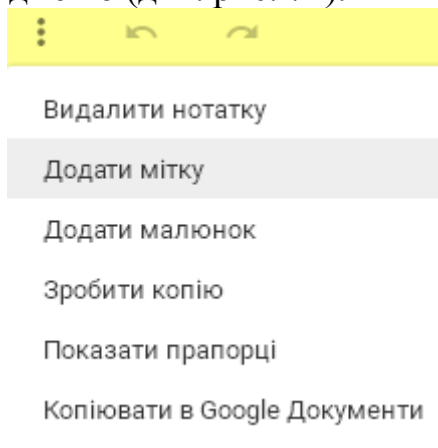 Видалити нотатку
Додати мітку
Додати малюнок
Зробити копію
Показати прапорці
Копіювати в Google Документи